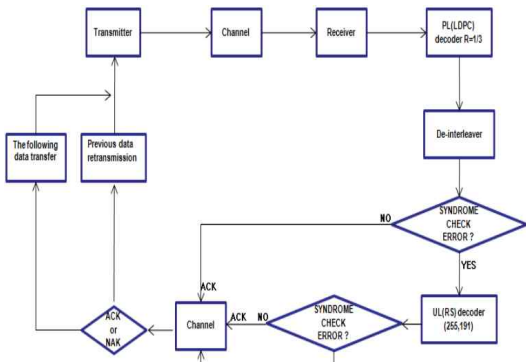 Transmitter
Channel
Receiver
PL(LDPC)
decoder R=1/3
The following
data transfer
Previous data
retransmission
De-interleaver
SYNDROME
CHECK
ERROR ?
NO
YES
ACK
ACK
or
NAK
Channel
ACK
NO
SYNDROME
CHECK
ERROR ?
UL(RS) decoder
(255,191)